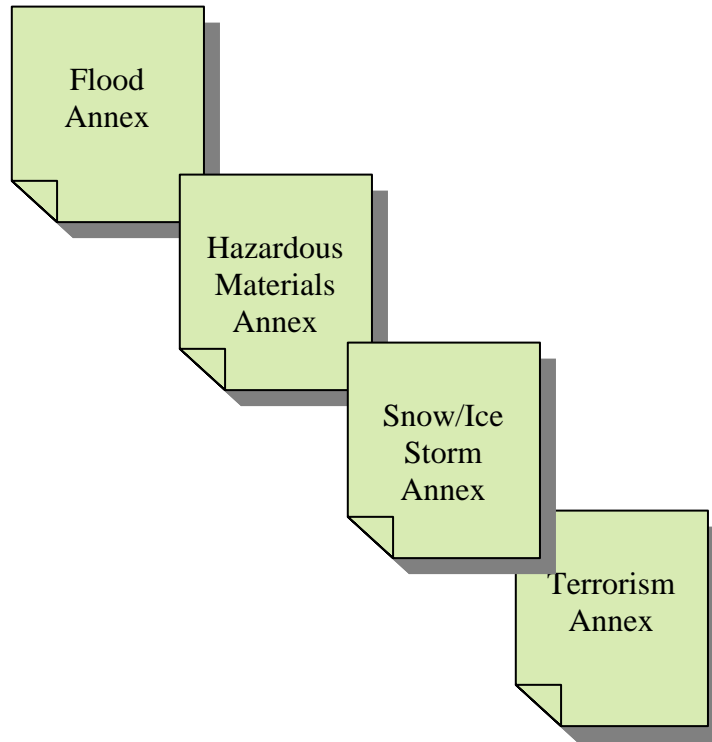 Flood
Annex
Hazardous
Materials
Annex
Snow/Ice
Storm
Annex
Terrorism
Annex